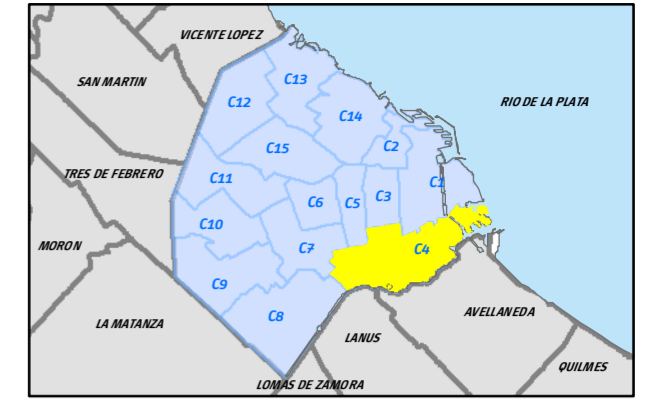 VICENTE LOPEZ
SAN MARTIN
C13
C12
RIO DE LA PLATA
C14
C15
C2
TRES DE FEBRERO
C11
C1
C6
C5
C3
C10
MORON
C7
C4
C9
C8
LA MATANZA
AVELLANEDA
LANUS
QUILMES
LOMAS DE ZAMORA